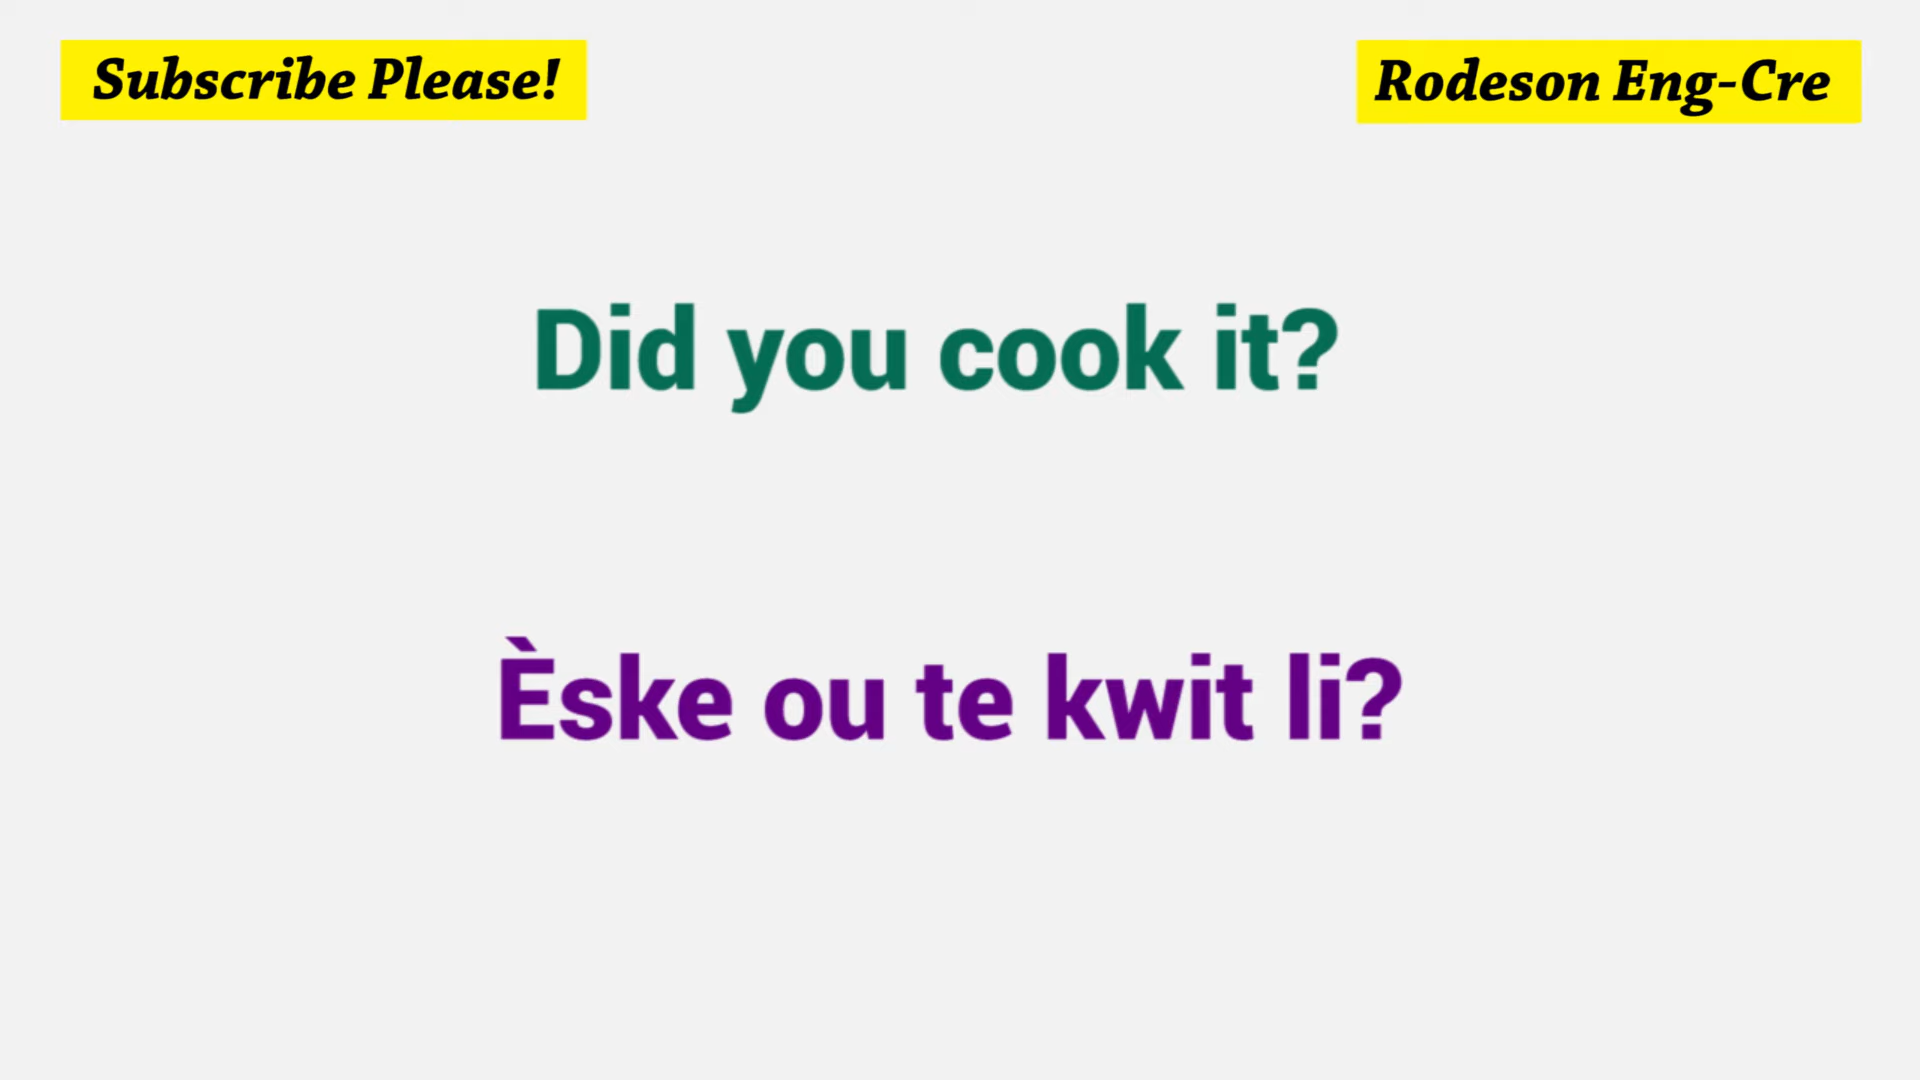 Subscribe Please!
Rodeson Eng-Cre
Did you cook it?
Èske ou te kwit li?